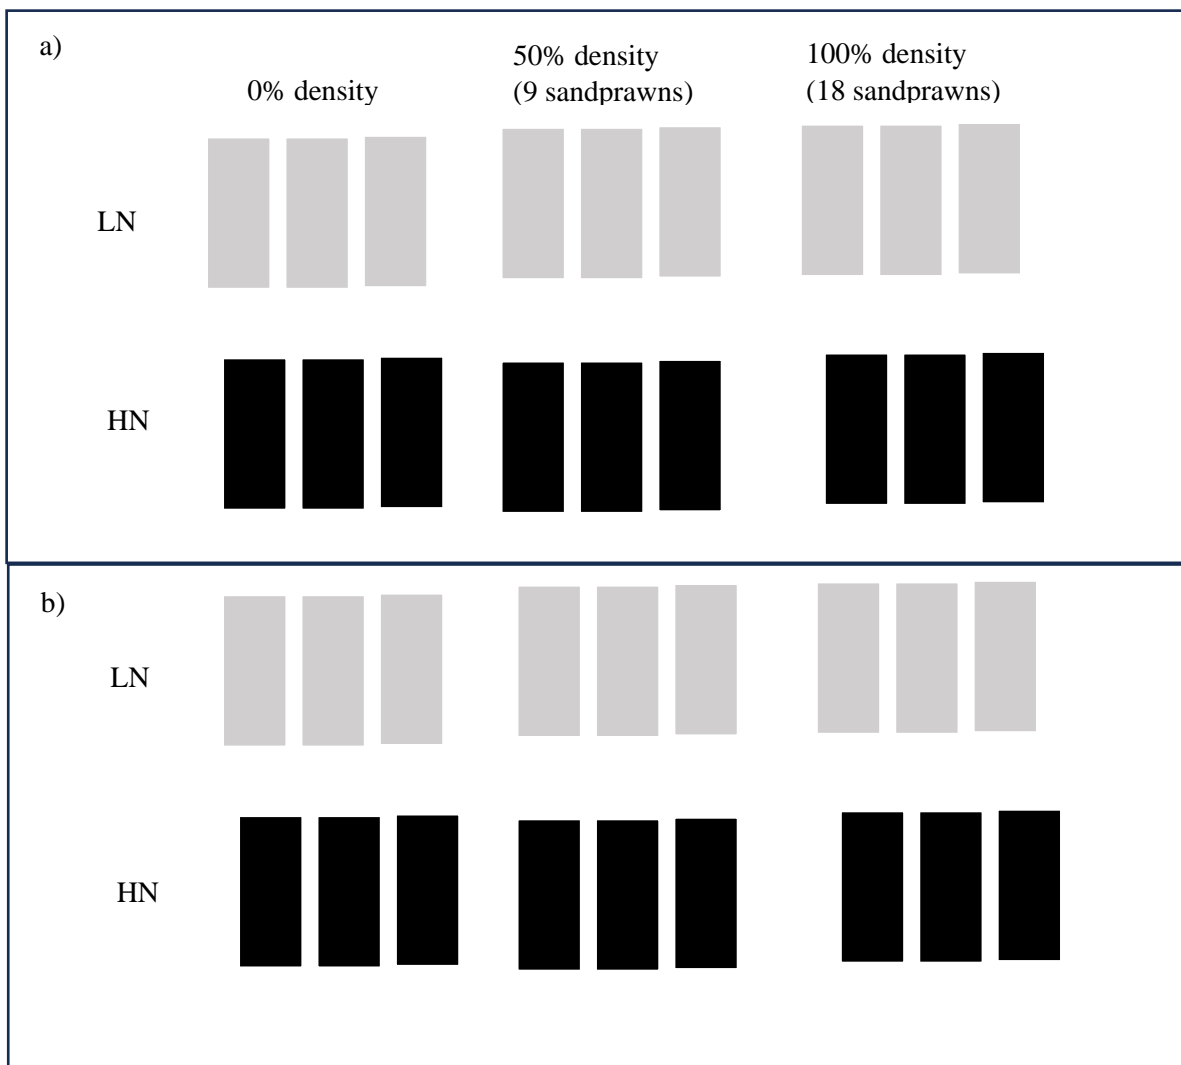 a)
0% density
50% density
(9 sandprawns)
100% density
(18 sandprawns)
LN
HN
b)
LN
HN